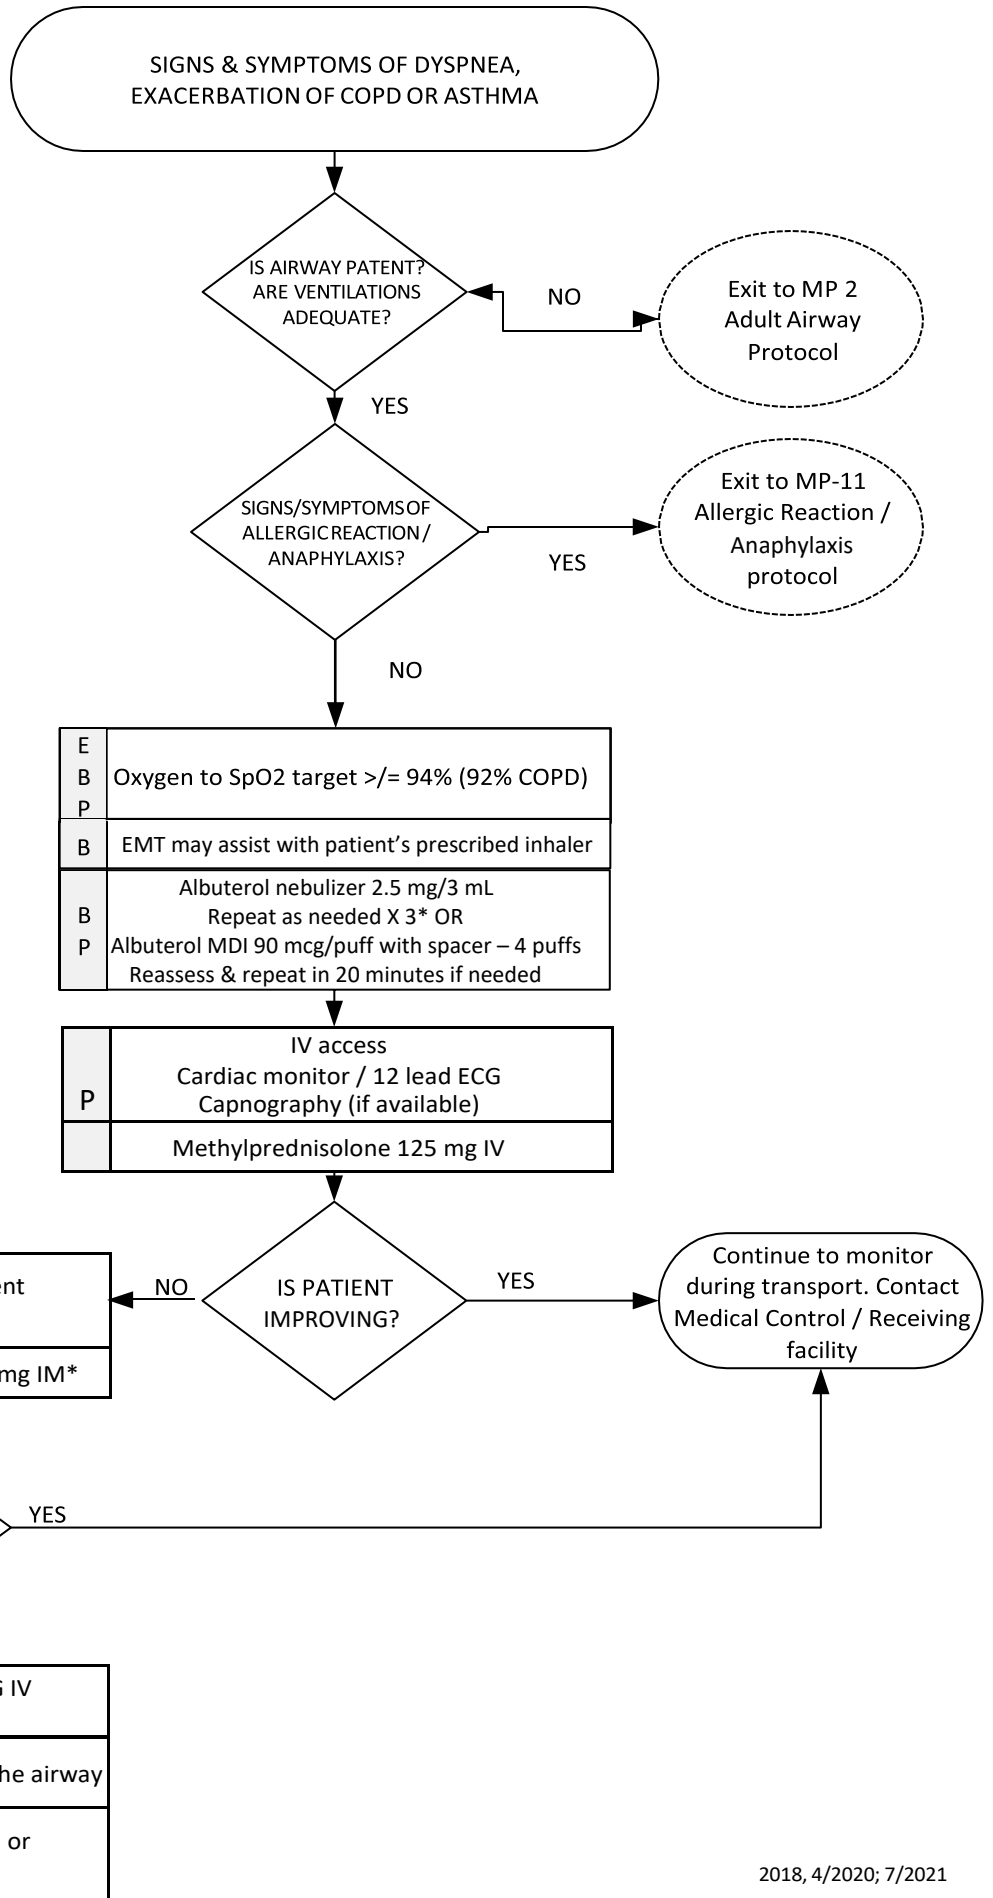 SIGNS & SYMPTOMS OF DYSPNEA,
EXACERBATION OF COPD OR ASTHMA
IS AIRWAY PATENT?
ARE VENTILATIONS
ADEQUATE?
NO
Exit to MP 2
Adult Airway
Protocol
YES
SIGNS/SYMPTOMS OF
ALLERGIC REACTION /
ANAPHYLAXIS?
YES
Exit to MP-11
Allergic Reaction /
Anaphylaxis
protocol
NO
E
B
P
Oxygen to SpO2 target >/= 94% (92% COPD)
B
EMT may assist with patient's prescribed inhaler
B
P
Albuterol nebulizer 2.5 mg/3 mL
Repeat as needed X 3* OR
Albuterol MDI 90 mcg/puff with spacer – 4 puffs
Reassess & repeat in 20 minutes if needed
P
IV access
Cardiac monitor / 12 lead ECG
Capnography (if available)
Methylprednisolone 125 mg IV
IS PATIENT
IMPROVING?
NO
YES
Continue to monitor
during transport. Contact
Medical Control / Receiving
facility
mg IM*
YES
IV
airway
or
2018, 4/2020; 7/2021